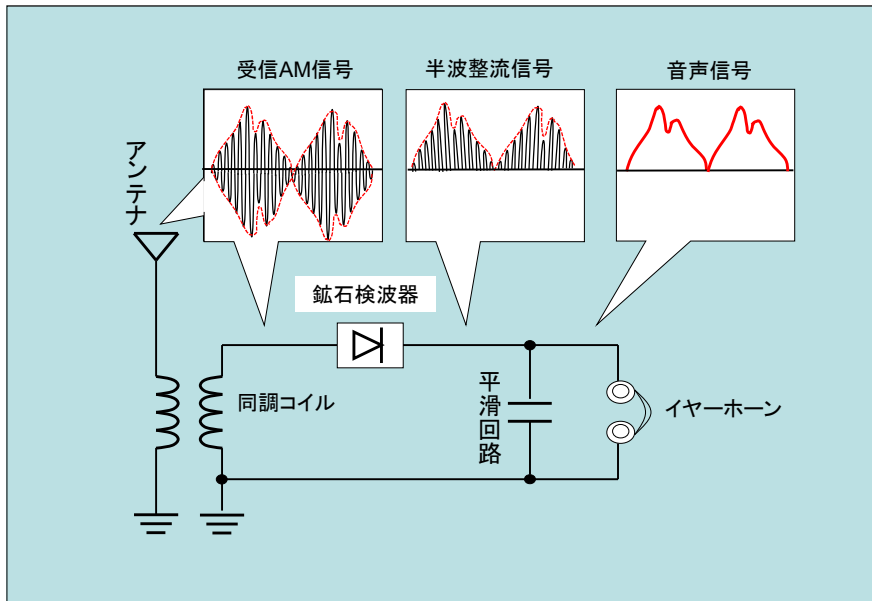 受信AM信号
半波整流信号
音声信号
アンテナ
鉱石検波器
同調コイル
平滑回路
イヤーホーン